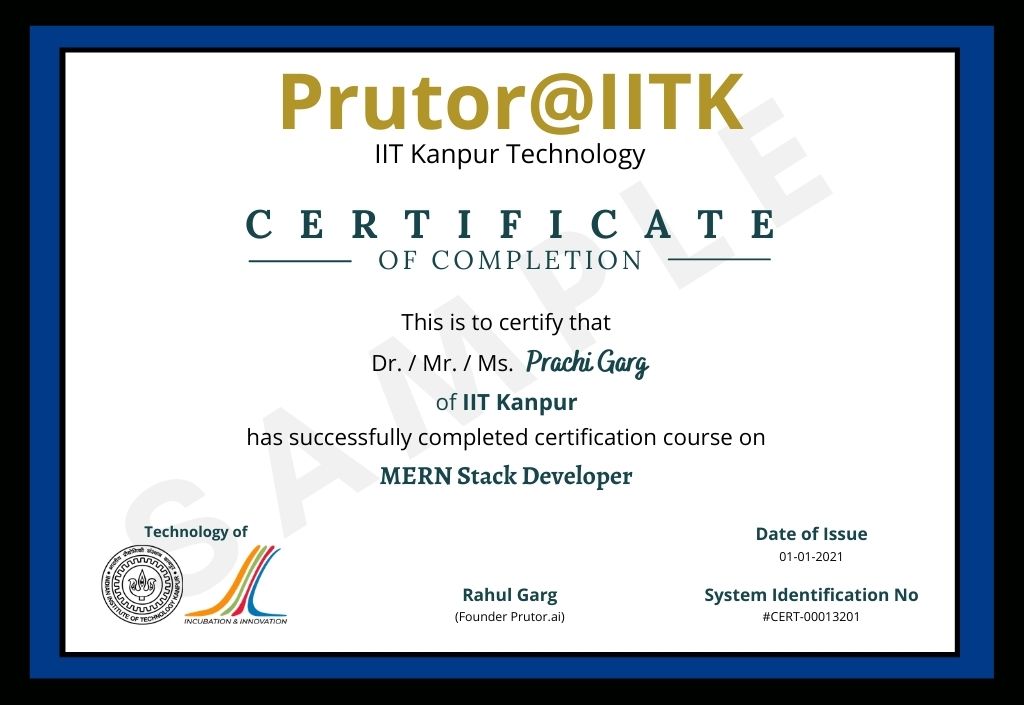 Prutor@IITK
IIT Kanpur Technology
CERTIFICATE
OF COMPLETION
This is to certify that
Dr. / Mr. / Ms. Prachi Garg
of IIT Kanpur
has successfully completed certification course on
MERN Stack Developer
SAMPLE
Technology of
INDIAN INSTITUTE OF TECHNOLOGY KANPUR
INCUBATION & INNOVATION
Rahul Garg
(Founder Prutor.ai)
Date of Issue
01-01-2021
System Identification No
#CERT-00013201